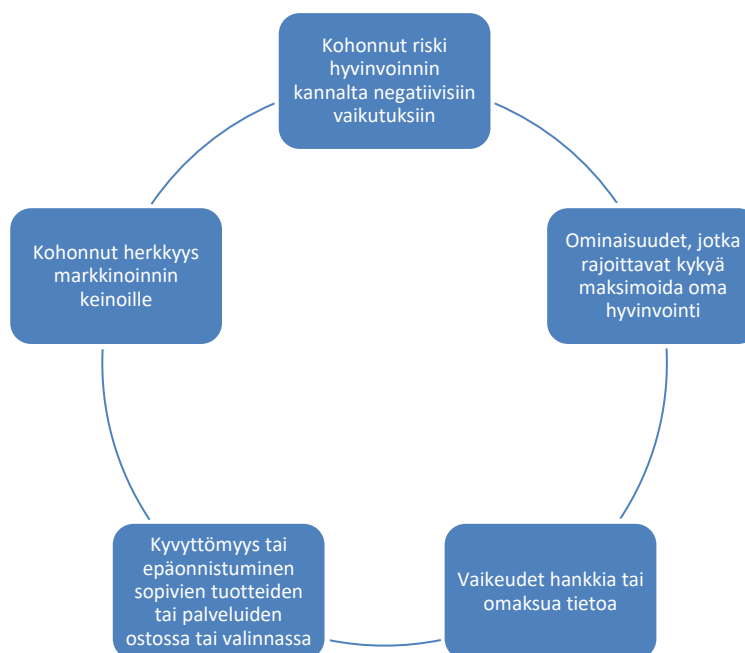 Kohonnut riski
hyvinvoinnin
kannalta negatiivisiin
vaikutuksiin
Ominaisuudet, jotka
rajoittavat kykyä
maksimoida oma
hyvinvointi
Vaikeudet hankkia tai
omaksua tietoa
Kyvyttömyys tai
epäonnistuminen
sopivien tuotteiden
tai palveluiden
ostossa tai valinnassa
Kohonnut herkkyys
markkinoinnin
keinoille